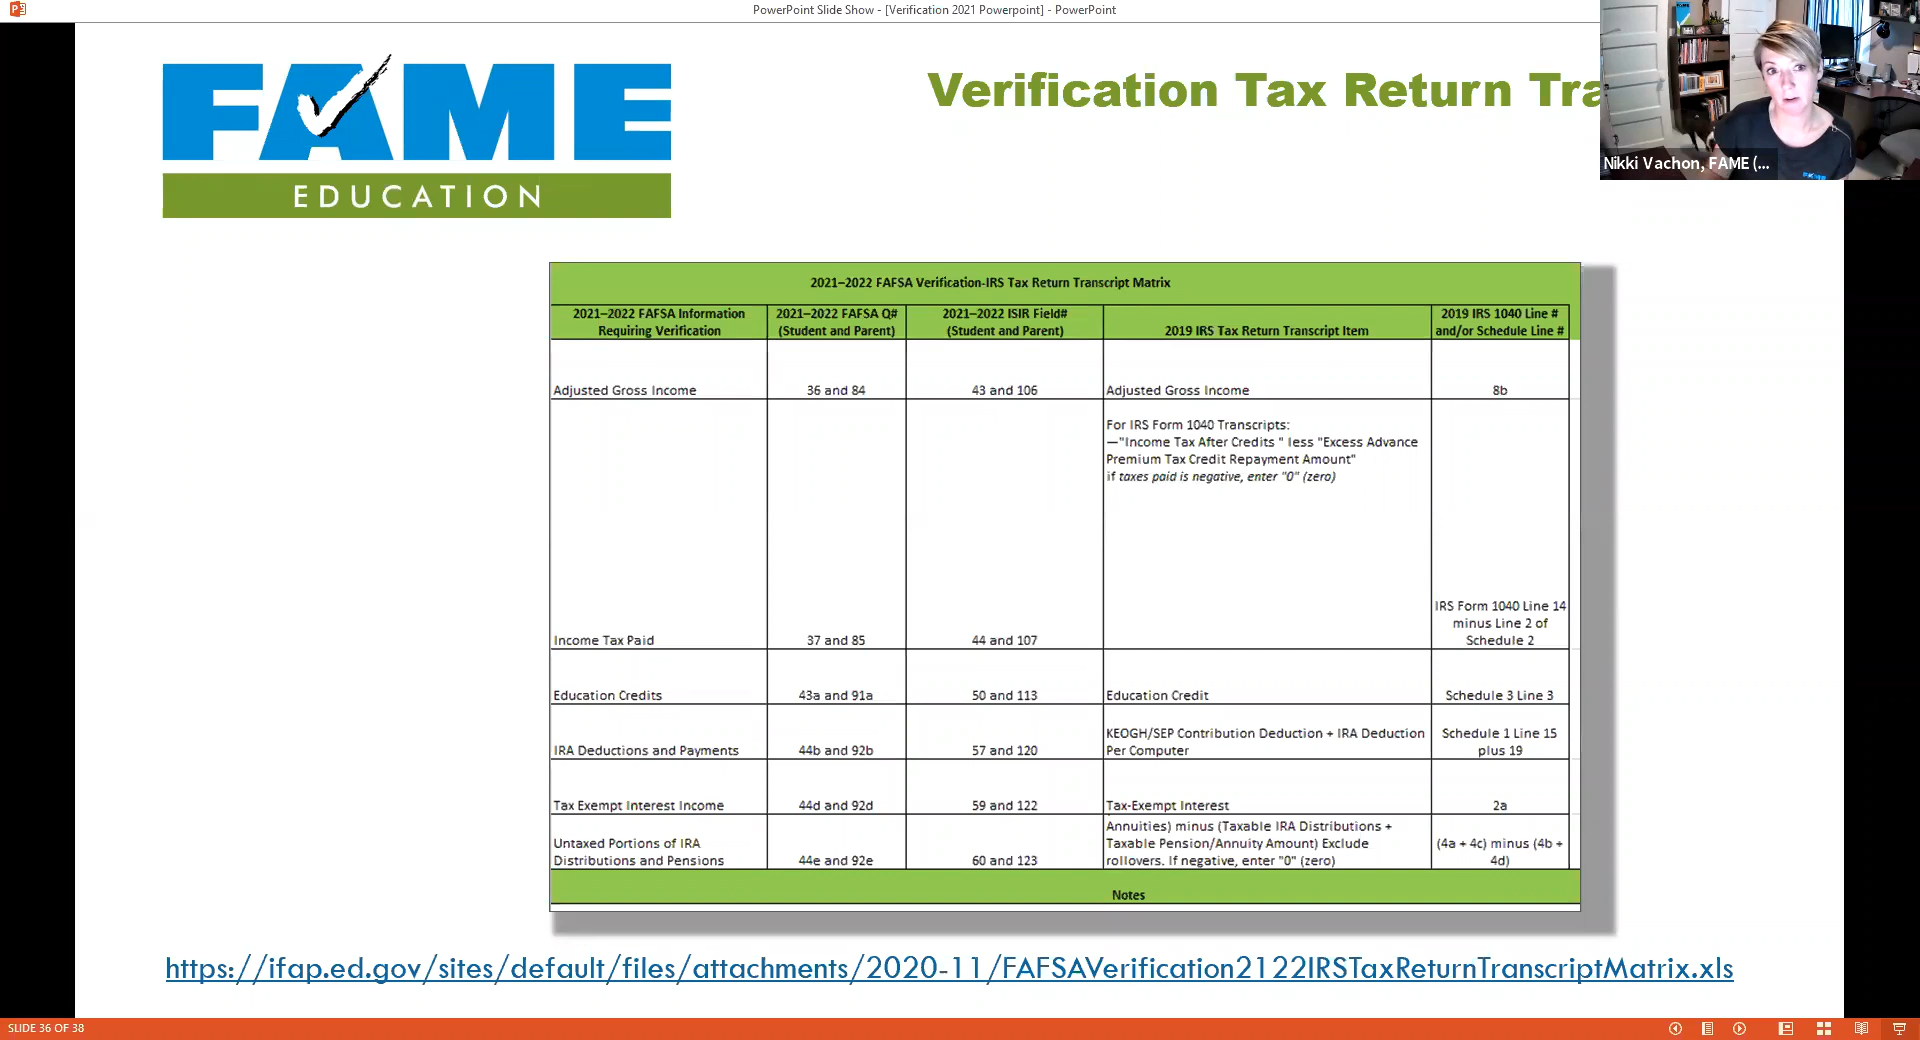 PowerPoint Slide Show - [Verification 2021 Powerpoint] - PowerPoint
FAME
EDUCATION
Verification Tax Return Tra
Nikki Vachon, FAME (...
FAME
2021–2022 FAFSA Verification-IRS Tax Return Transcript Matrix
2021–2022 FAFSA Information
Requiring Verification
2021–2022 FAFSA Q#
(Student and Parent)
2021–2022 ISIR Field#
(Student and Parent)
2019 IRS Tax Return Transcript Item
2019 IRS 1040 Line #
and/or Schedule Line #
Adjusted Gross Income
36 and 84
43 and 106
Adjusted Gross Income
8b
Income Tax Paid
37 and 85
44 and 107
For IRS Form 1040 Transcripts:
—"Income Tax After Credits " less "Excess Advance
Premium Tax Credit Repayment Amount"
if taxes paid is negative, enter "0" (zero)
IRS Form 1040 Line 14
minus Line 2 of
Schedule 2
Education Credits
43a and 91a
50 and 113
Education Credit
Schedule 3 Line 3
IRA Deductions and Payments
44b and 92b
57 and 120
KEOGH/SEP Contribution Deduction + IRA Deduction
Per Computer
Schedule 1 Line 15
plus 19
Tax Exempt Interest Income
44d and 92d
59 and 122
Tax-Exempt Interest
2a
Untaxed Portions of IRA
Distributions and Pensions
44e and 92e
60 and 123
Annuities) minus (Taxable IRA Distributions +
Taxable Pension/Annuity Amount) Exclude
rollovers. If negative, enter "0" (zero)
(4a + 4c) minus (4b +
4d)
Notes
https://ifap.ed.gov/sites/default/files/attachments/2020-11/FAFSAVerification2122IRSTaxReturnTranscriptMatrix.xls
SLIDE 36 OF 38